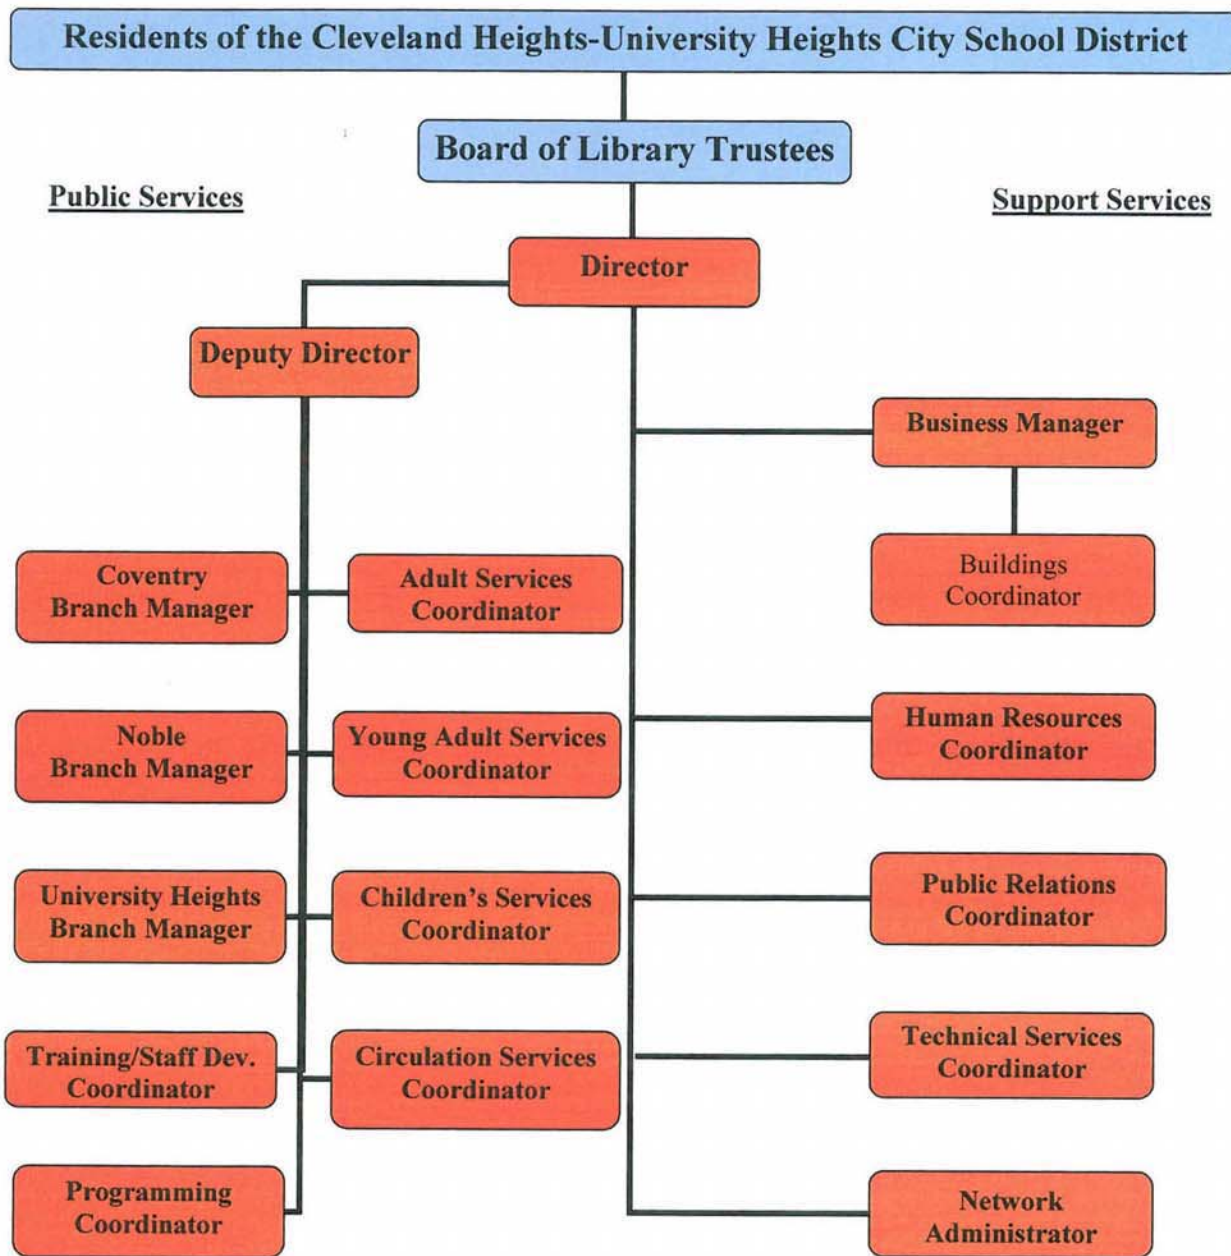 Residents of the Cleveland Heights-University Heights City School District
Board of Library Trustees
Public Services
Support Services
Director
Deputy Director
Business Manager
Coventry
Branch Manager
Adult Services
Coordinator
Buildings
Coordinator
Noble
Branch Manager
Young Adult Services
Coordinator
Human Resources
Coordinator
University Heights
Branch Manager
Children’s Services
Coordinator
Public Relations
Coordinator
Training/Staff Dev.
Coordinator
Circulation Services
Coordinator
Technical Services
Coordinator
Programming
Coordinator
Network
Administrator